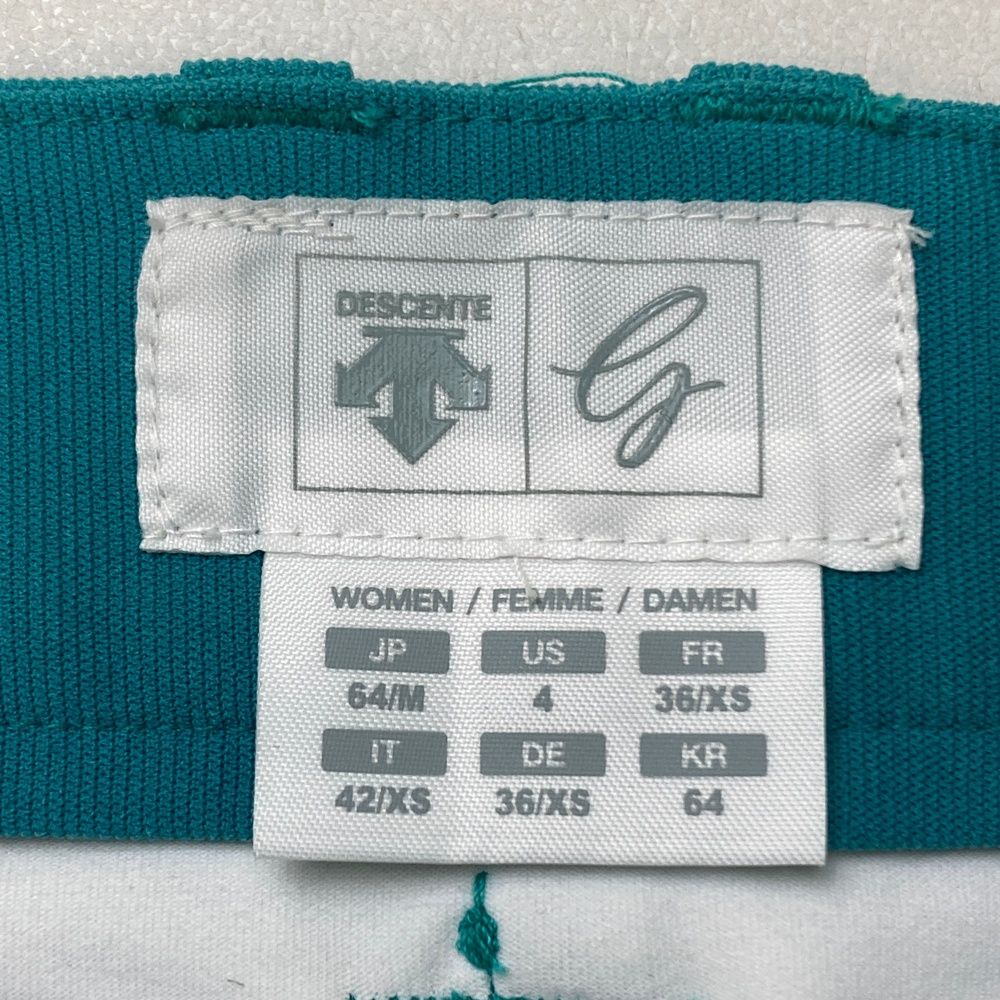 DESCENTE
g
WOMEN / FEMME / DAMEN
JP US FR
64/M 4 36/XS
IT DE KR
42/XS 36/XS 64